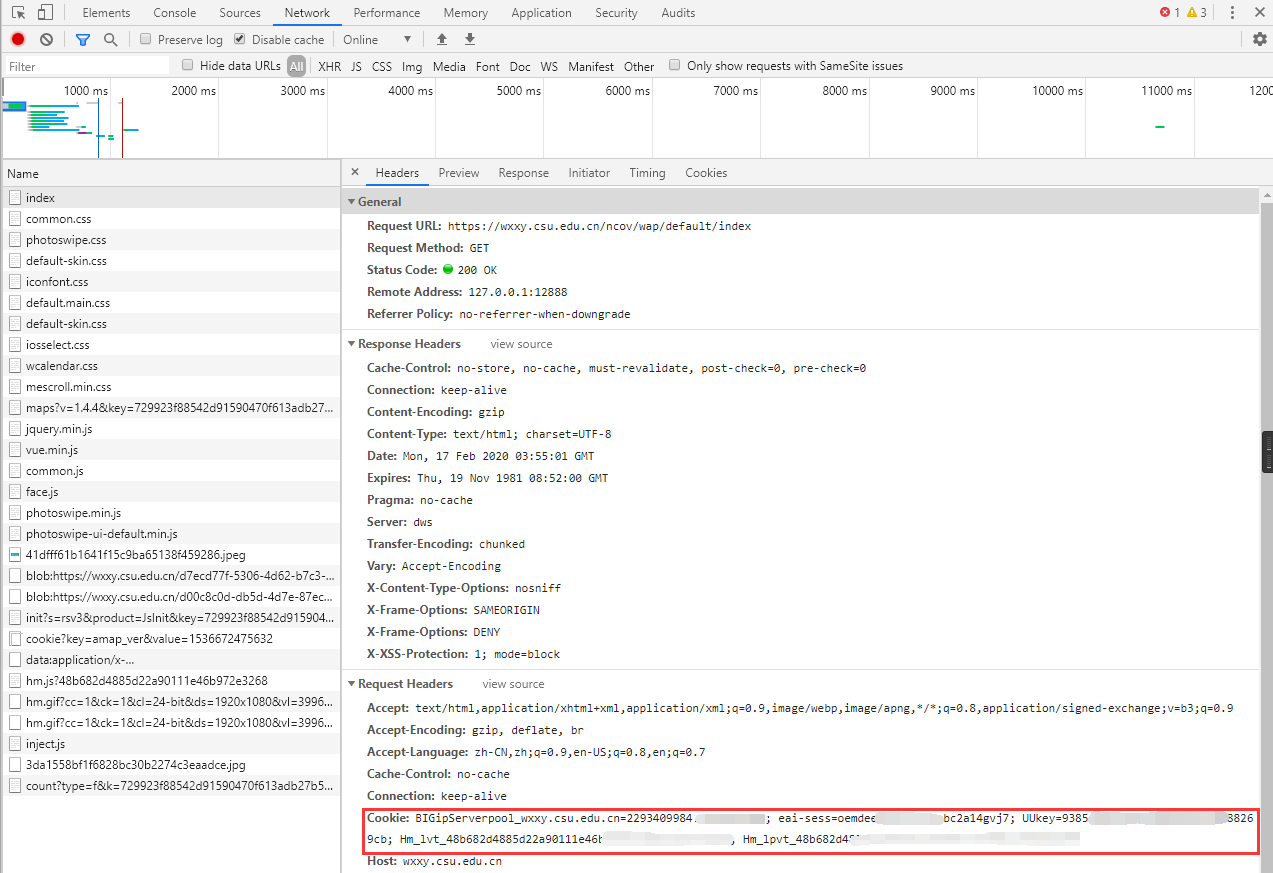 Elements Console Sources Network Performance Memory Application Security Audits 1 3
Preserve log Disable cache Online
Filter Hide data URLs All XHR JS CSS Img Media Font Doc WS Manifest Other Only show requests with SameSite issues
1000 ms 2000 ms 3000 ms 4000 ms 5000 ms 6000 ms 7000 ms 8000 ms 9000 ms 10000 ms 11000 ms 1200
Name
index
common.css
photoswipe.css
default-skin.css
iconfont.css
default.main.css
default-skin.css
iosselect.css
wcalendar.css
mescroll.min.css
maps?v=1.4.4&key=729923f88542d91590470f613adb27...
jquery.min.js
vue.min.js
common.js
face.js
photoswipe.min.js
photoswipe-ui-default.min.js
41dfff61b1641f15c9ba65138f459286.jpeg
blob:https://wxxy.csu.edu.cn/d7ecd77f-5306-4d62-b7c3-...
blob:https://wxxy.csu.edu.cn/d00c8c0d-db5d-4d7e-87ec...
init?s=rsv3&product=JsInit&key=729923f88542d915904...
cookie?key=amap_ver&value=1536672475632
data:application/x-...
hm.js?48b682d4885d22a90111e46b972e3268
hm.gif?cc=1&ck=1&cl=24-bit&ds=1920x1080&vl=3996...
hm.gif?cc=1&ck=1&cl=24-bit&ds=1920x1080&vl=3996...
inject.js
3da1558bf1f6828bc30b2274c3eaadce.jpg
count?type=f&k=729923f88542d91590470f613adb27b5...
× Headers Preview Response Initiator Timing Cookies
General
Request URL: https://wxxy.csu.edu.cn/ncov/wap/default/index
Request Method: GET
Status Code: 200 OK
Remote Address: 127.0.0.1:12888
Referrer Policy: no-referrer-when-downgrade
Response Headers view source
Cache-Control: no-store, no-cache, must-revalidate, post-check=0, pre-check=0
Connection: keep-alive
Content-Encoding: gzip
Content-Type: text/html; charset=UTF-8
Date: Mon, 17 Feb 2020 03:55:01 GMT
Expires: Thu, 19 Nov 1981 08:52:00 GMT
Pragma: no-cache
Server: dws
Transfer-Encoding: chunked
Vary: Accept-Encoding
X-Content-Type-Options: nosniff
X-Frame-Options: SAMEORIGIN
X-Frame-Options: DENY
X-XSS-Protection: 1; mode=block
Request Headers view source
Accept: text/html,application/xhtml+xml,application/xml;q=0.9,image/webp,image/apng,*/*;q=0.8,application/signed-exchange;v=b3;q=0.9
Accept-Encoding: gzip, deflate, br
Accept-Language: zh-CN,zh;q=0.9,en-US;q=0.8,en;q=0.7
Cache-Control: no-cache
Connection: keep-alive
Cookie: BIGipServerpool_wxxy.csu.edu.cn=2293409984. ; eai-sess=oemdee bc2a14gvj7; UUkey=9385 8826
9cb; Hm_lvt_48b682d4885d22a90111e46b , Hm_lpvt_48b682d4
Host: wxxy.csu.edu.cn